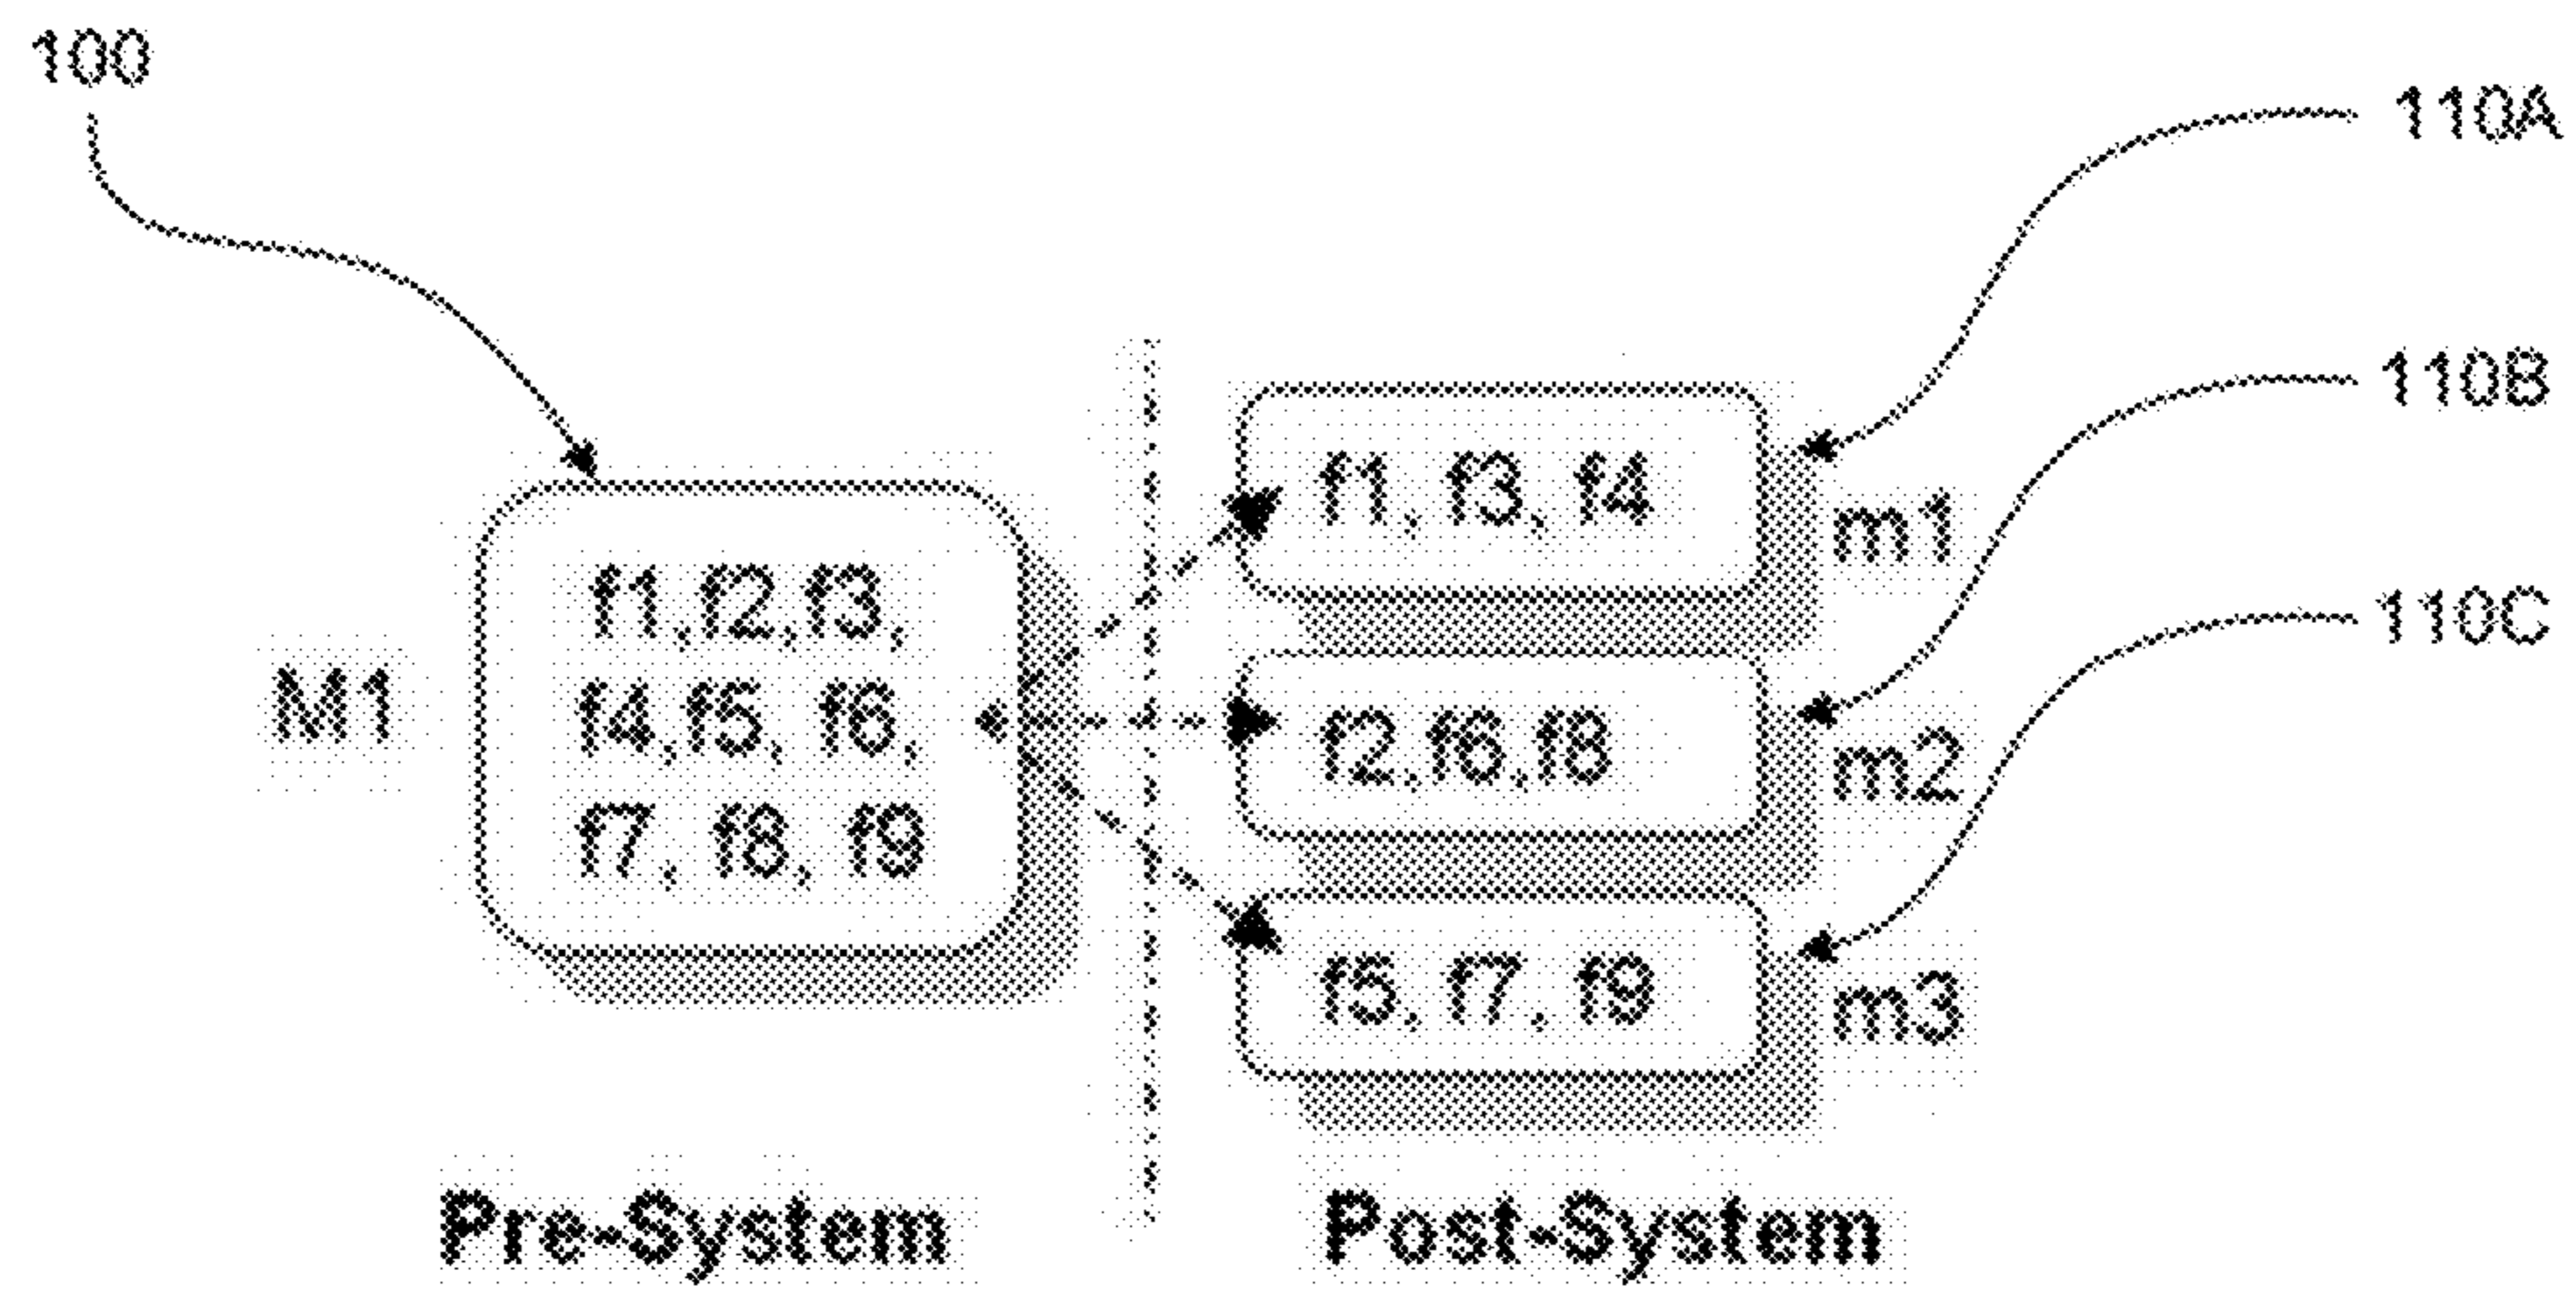 100
110A
110B
110C
M1
f1,f2,f3,
f4,f5, f6,
f7, f8, f9
f1, f3, f4
m1
f2,f6,f8
m2
f5, f7, f9
m3
Pre-System
Post-System